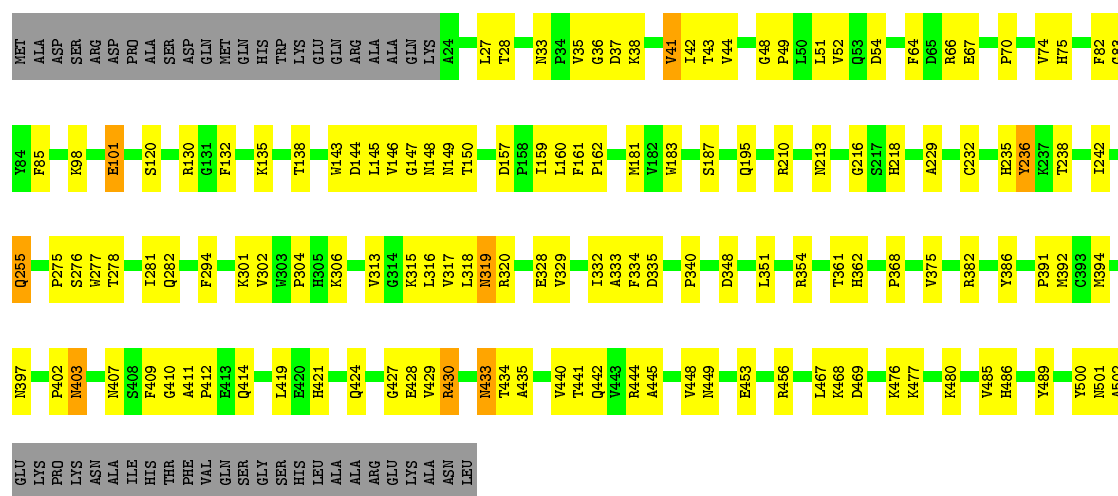 MET ALA ASP SER ARG ASP PRO ALA SER ASP GLN MET GLN HIS TRP LYS GLU GLN ARG ALA ALA GLN LYS A24 L27 T28 N33 P34 V35 G36 D37 K38 V41 I42 T43 V44 G48 P49 L50 L51 V52 Q53 D54 F64 D65 R66 E67 P70 V74 H75 F82
Y84 F85 K98 E101 S120 R130 G131 F132 K135 T138 W143 D144 L145 V146 G147 N148 N149 T150 D157 P158 I159 L160 F161 P162 M181 V182 W183 S187 Q195 R210 N213 G216 S217 H218 A229 C232 H235 Y236 K237 T238 I242
Q255 P275 S276 W277 T278 I281 Q282 F294 K301 V302 W303 P304 H305 K306 V313 G314 K315 L316 V317 L318 N319 R320 E328 V329 I332 A333 F334 D335 P340 D348 L351 R354 T361 H362 P368 V375 R382 Y386 P391 M392 C393 M394
N397 P402 N403 N407 S408 F409 G410 A411 P412 E413 Q414 L419 E420 H421 Q424 G427 E428 V429 R430 N433 T434 A435 V440 T441 Q442 V443 R444 A445 V448 N449 E453 R456 L467 K468 D469 K476 K477 K480 V485 H486 Y489 Y500 N501
GLU LYS PRO LYS ASN ALA ILE HIS THR PHE VAL GLN SER GLY SER HIS LEU ALA ALA ARG GLU LYS ALA ASN LEU